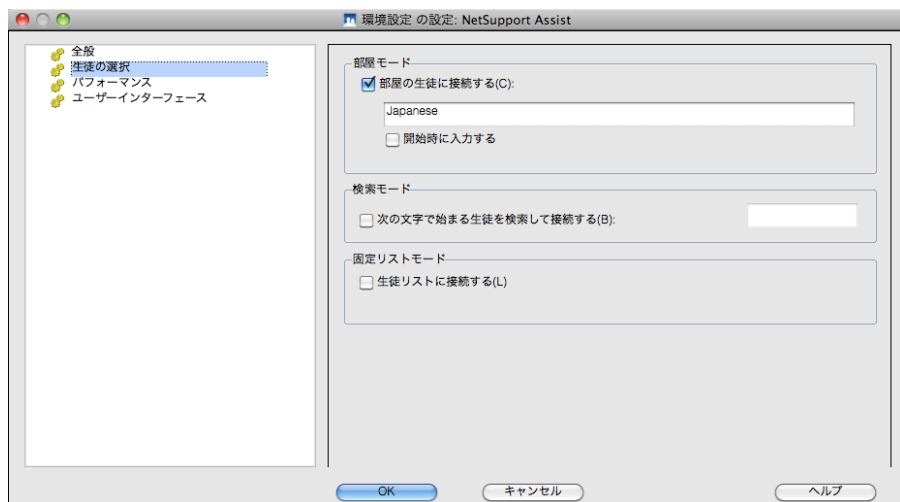 環境設定 の設定: NetSupport Assist
全般
生徒の選択
パフォーマンス
ユーザーインターフェース
部屋モード
部屋の生徒に接続する(C):
Japanese
開始時に入力する
検索モード
次の文字で始まる生徒を検索して接続する(B):
固定リストモード
生徒リストに接続する(L)
OK
キャンセル
ヘルプ